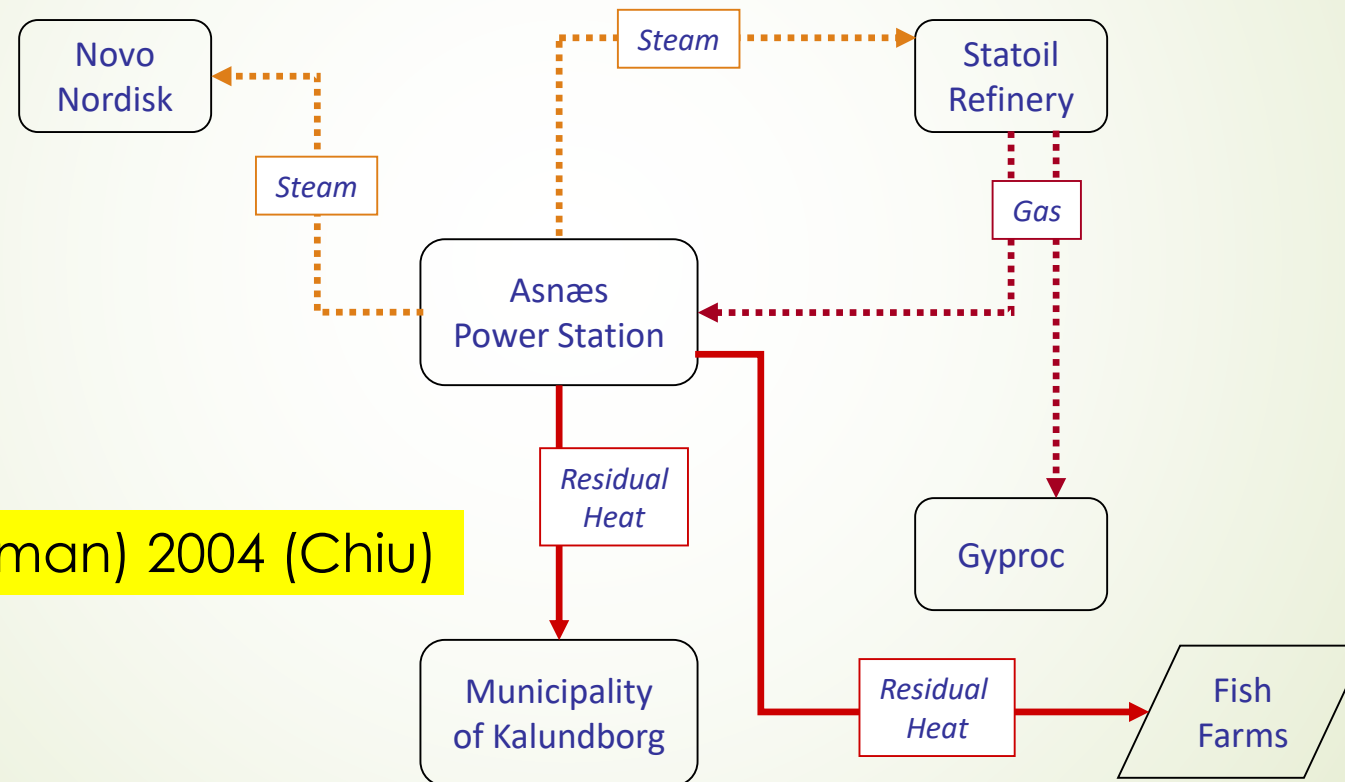 Novo
Nordisk
Steam
Statoil
Refinery
Steam
Gas
Asnæs
Power Station
Residual
Heat
Gyproc
man) 2004 (Chiu)
Municipality
of Kalundborg
Residual
Heat
Fish
Farms